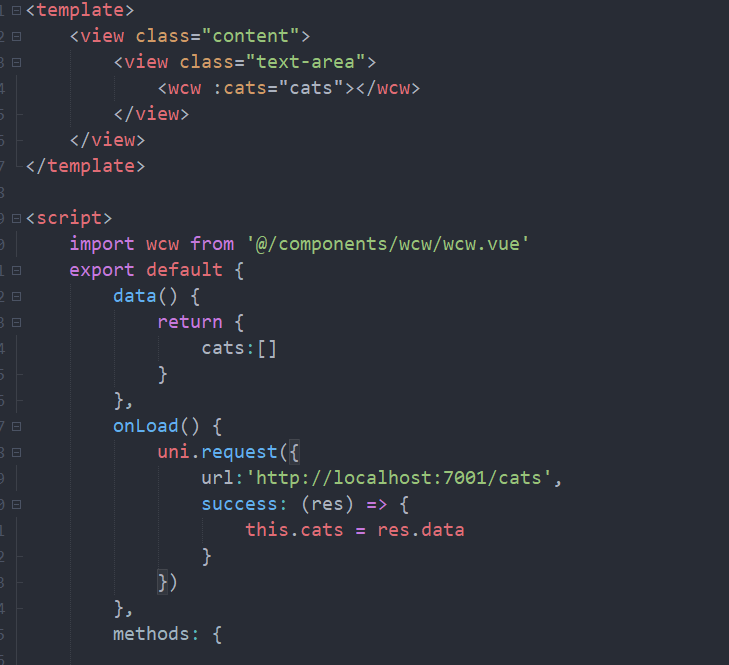 <template>
<view class="content">
<view class="text-area">
<wcw :cats="cats"></wcw>
</view>
</view>
</template>
<script>
import wcw from '@/components/wcw/wcw.vue'
export default {
data() {
return {
cats:[]
}
},
onLoad() {
uni.request({
url:'http://localhost:7001/cats',
success: (res) => {
this.cats = res.data
}
})
},
methods: {